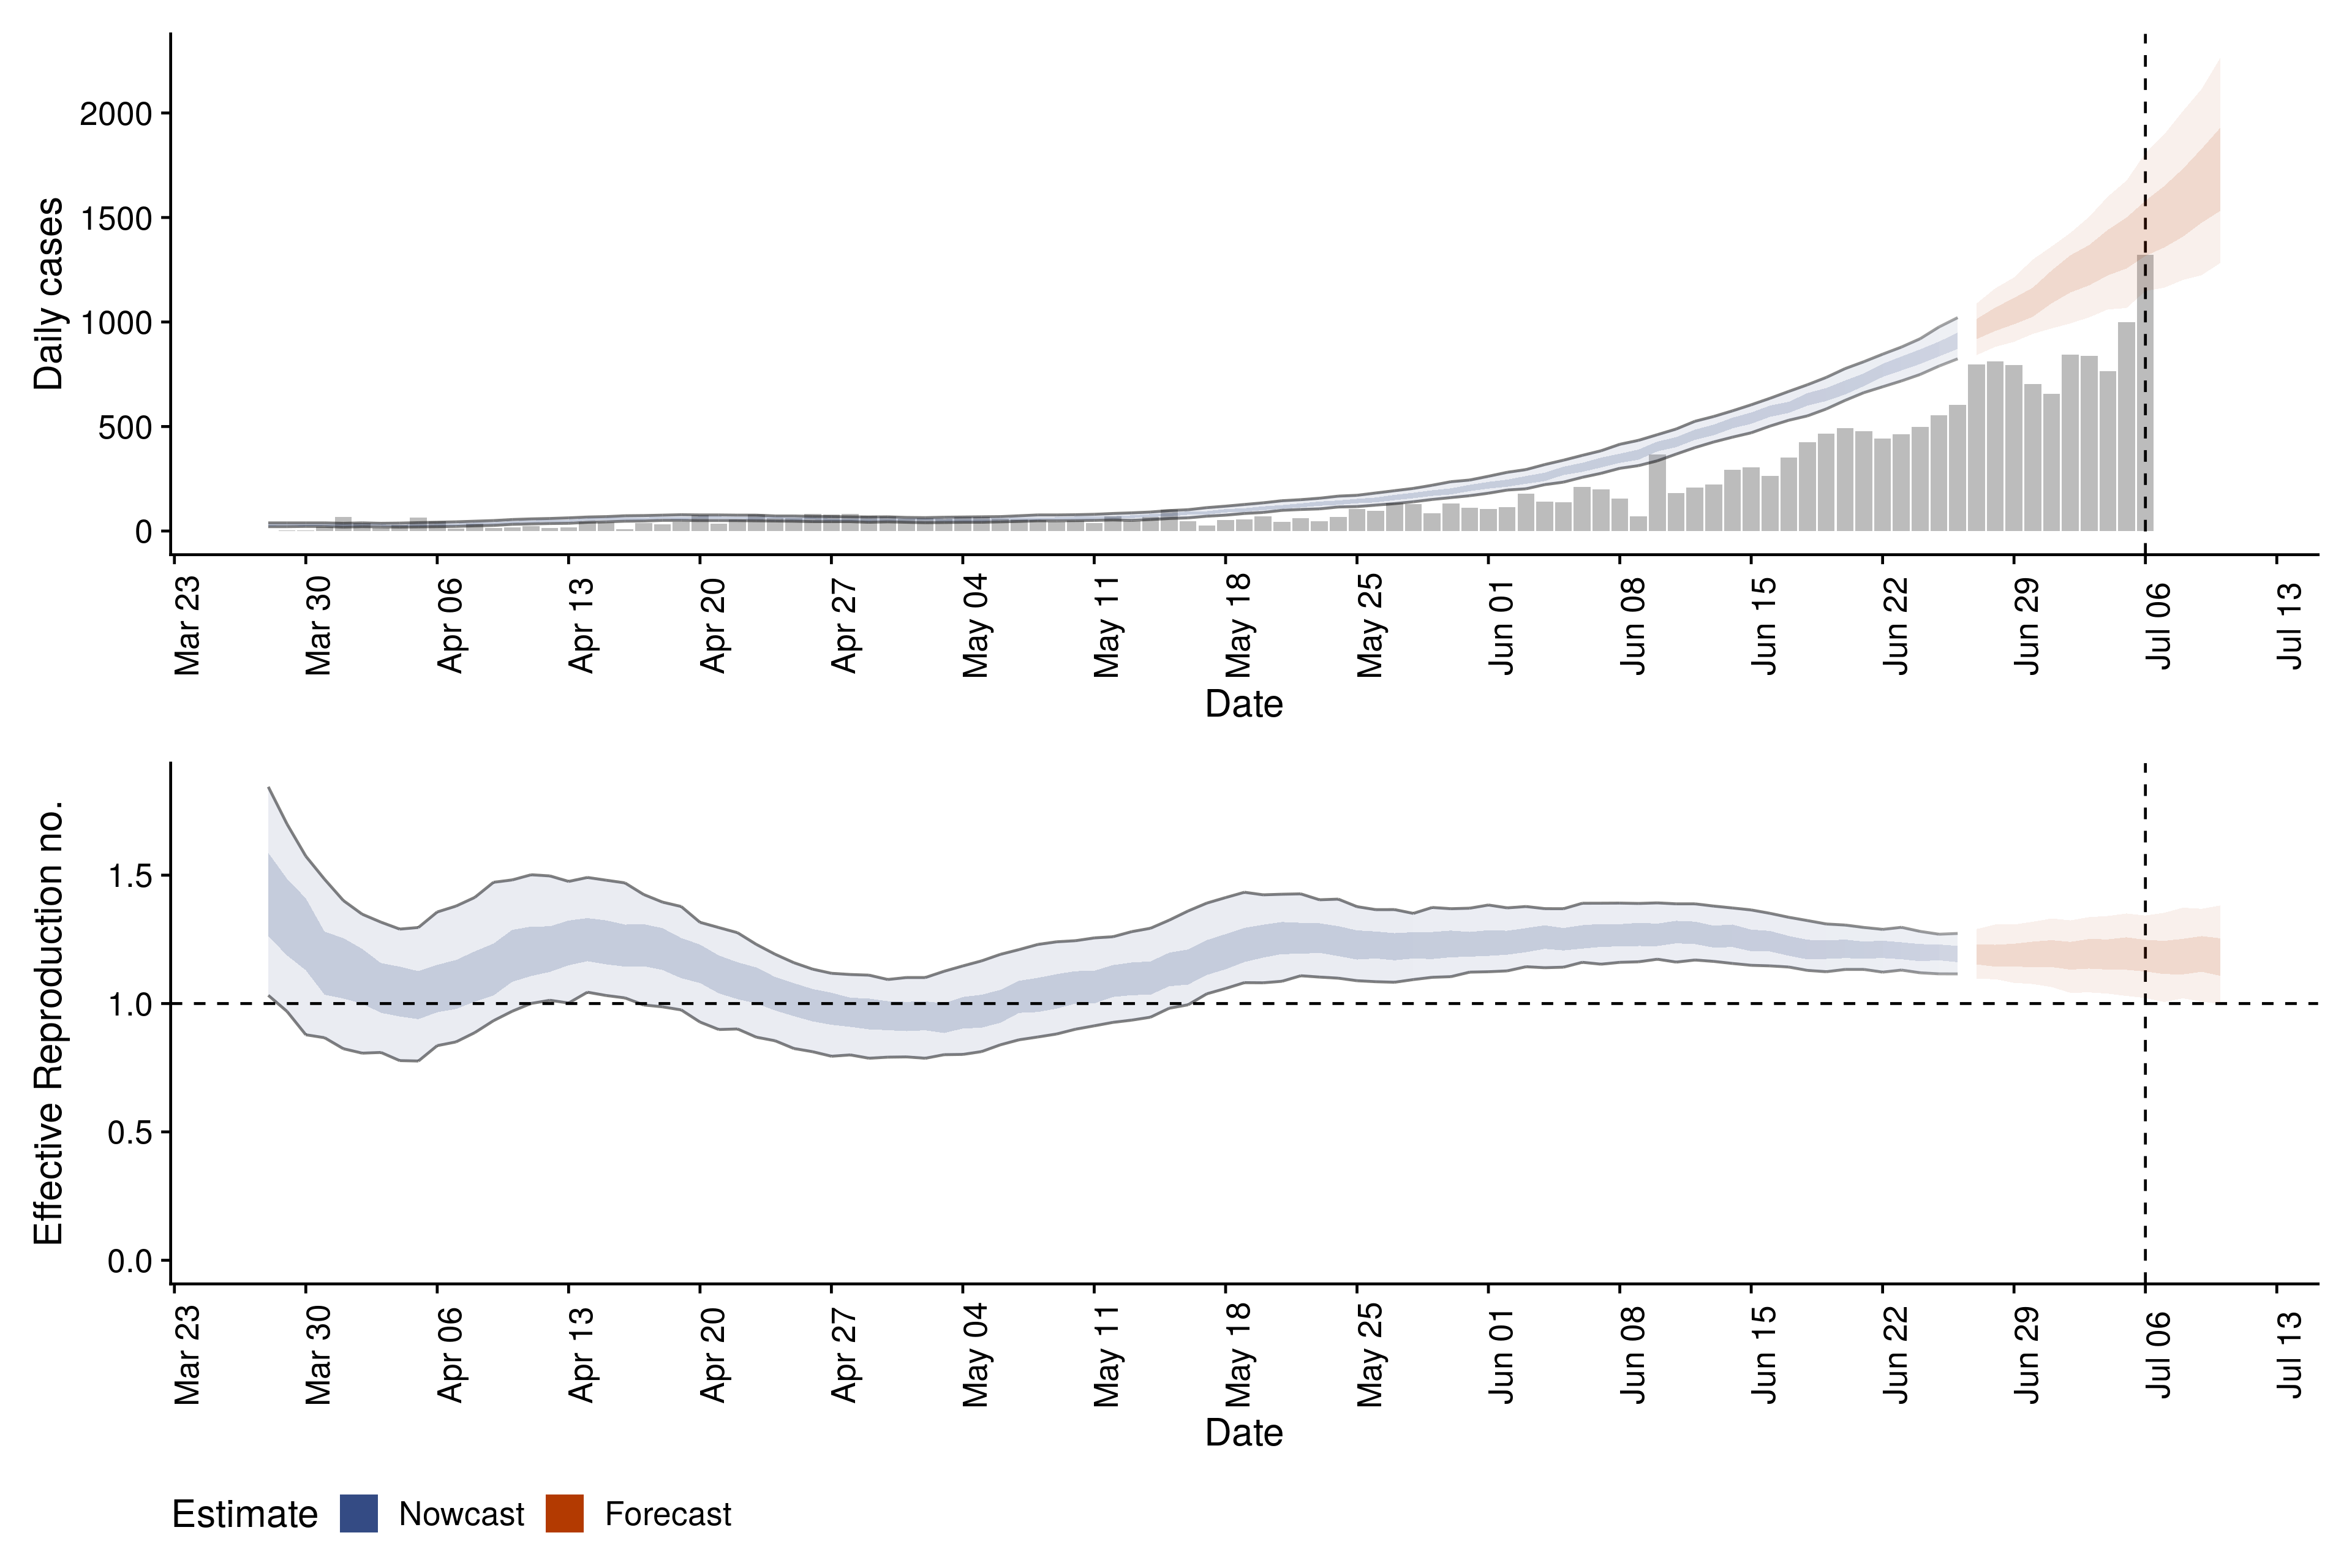 Daily cases
2000
1500
1000
500
0
Mar 23
Mar 30
Apr 06
Apr 13
Apr 20
Apr 27
May 04
May 11
May 18
May 25
Jun 01
Jun 08
Jun 15
Jun 22
Jun 29
Jul 06
Jul 13
Date
Effective Reproduction no.
1.5
1.0
0.5
0.0
Mar 23
Mar 30
Apr 06
Apr 13
Apr 20
Apr 27
May 04
May 11
May 18
May 25
Jun 01
Jun 08
Jun 15
Jun 22
Jun 29
Jul 06
Jul 13
Date
Estimate Nowcast Forecast